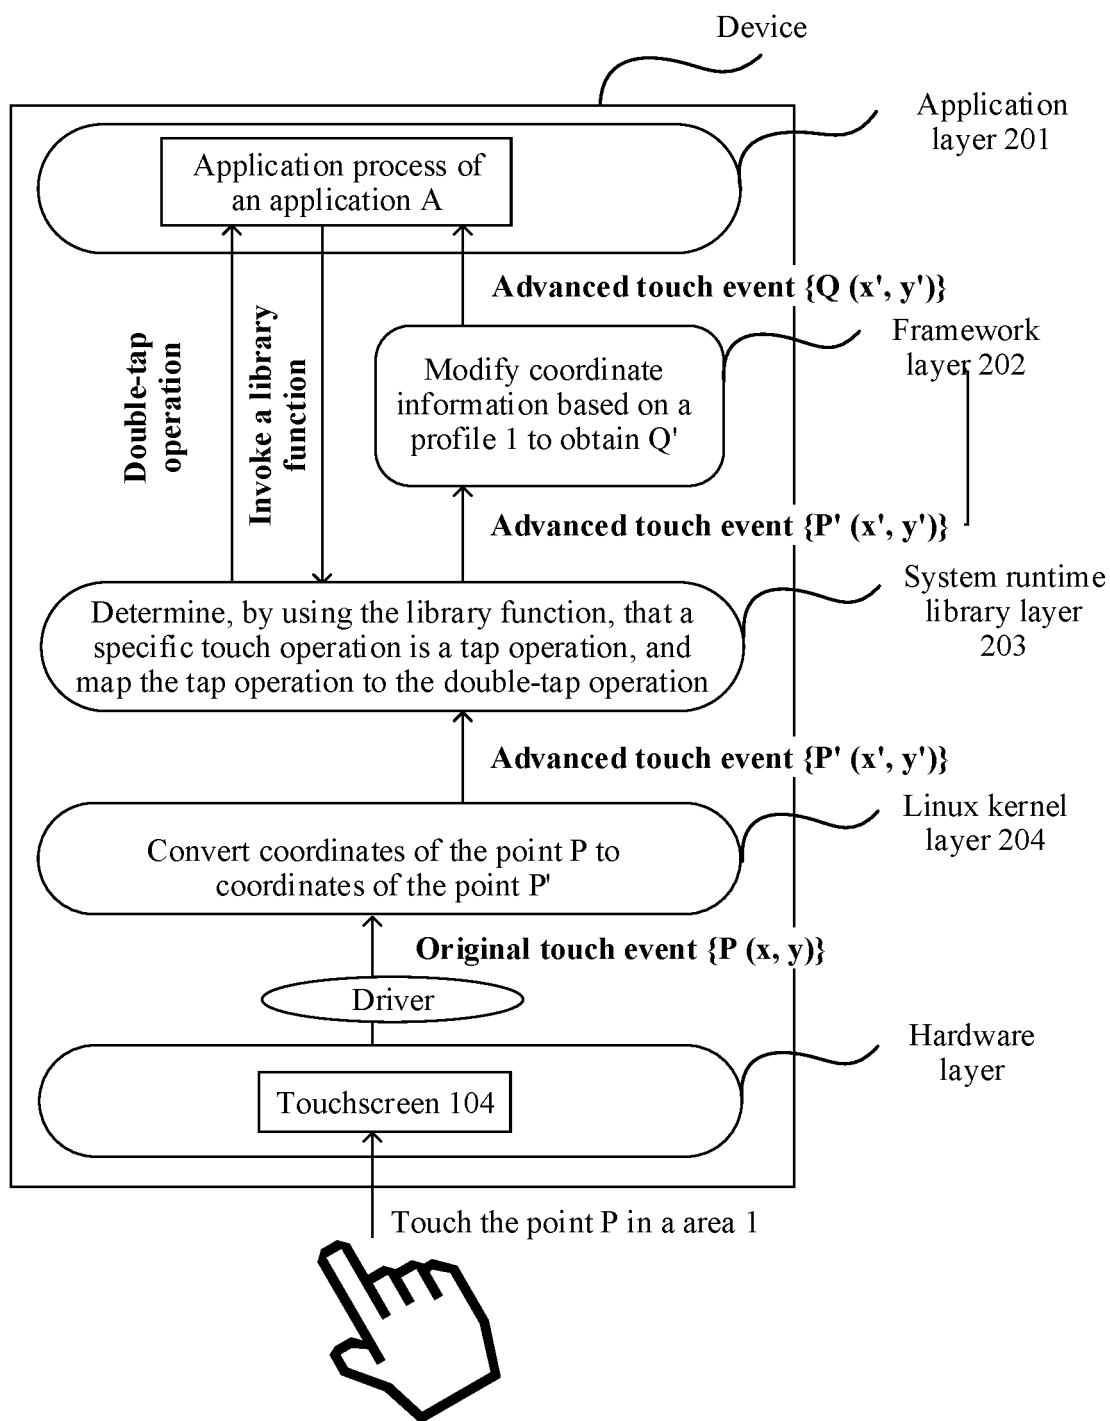 Device
Application
layer 201
Application process of
an application A
Advanced touch event {Q (x', y')}
Double-tap
operation
Invoke a library
function
Framework
layer 202
Modify coordinate
information based on a
profile 1 to obtain Q'
Advanced touch event {P' (x', y')}
System runtime
library layer
203
Determine, by using the library function, that a
specific touch operation is a tap operation, and
map the tap operation to the double-tap operation
Advanced touch event {P' (x', y')}
Linux kernel
layer 204
Convert coordinates of the point P to
coordinates of the point P'
Original touch event {P (x, y)}
Driver
Hardware
layer
Touchscreen 104
Touch the point P in a area 1